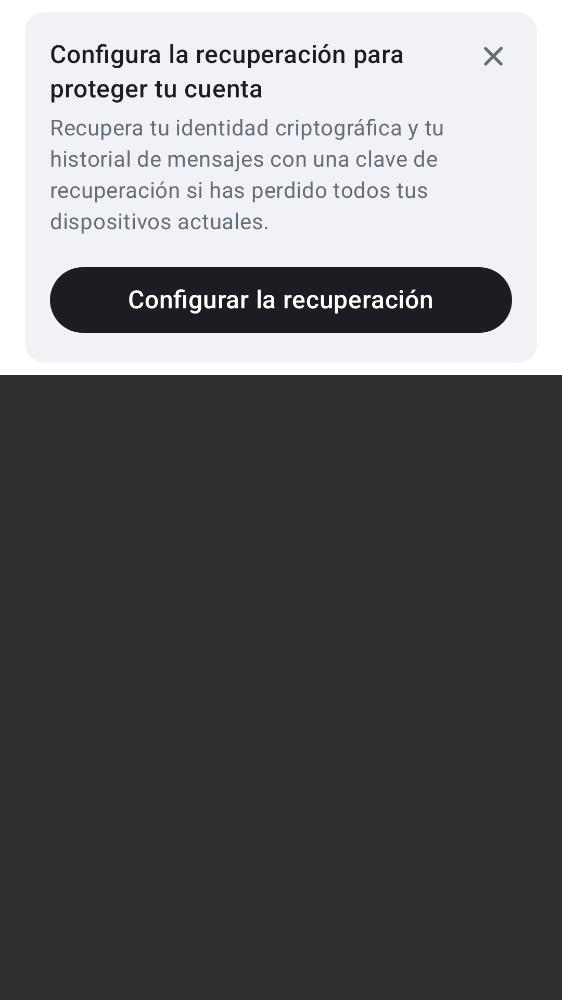 Configura la recuperación para
proteger tu cuenta
Recupera tu identidad criptográfica y tu
historial de mensajes con una clave de
recuperación si has perdido todos tus
dispositivos actuales.
Configurar la recuperación